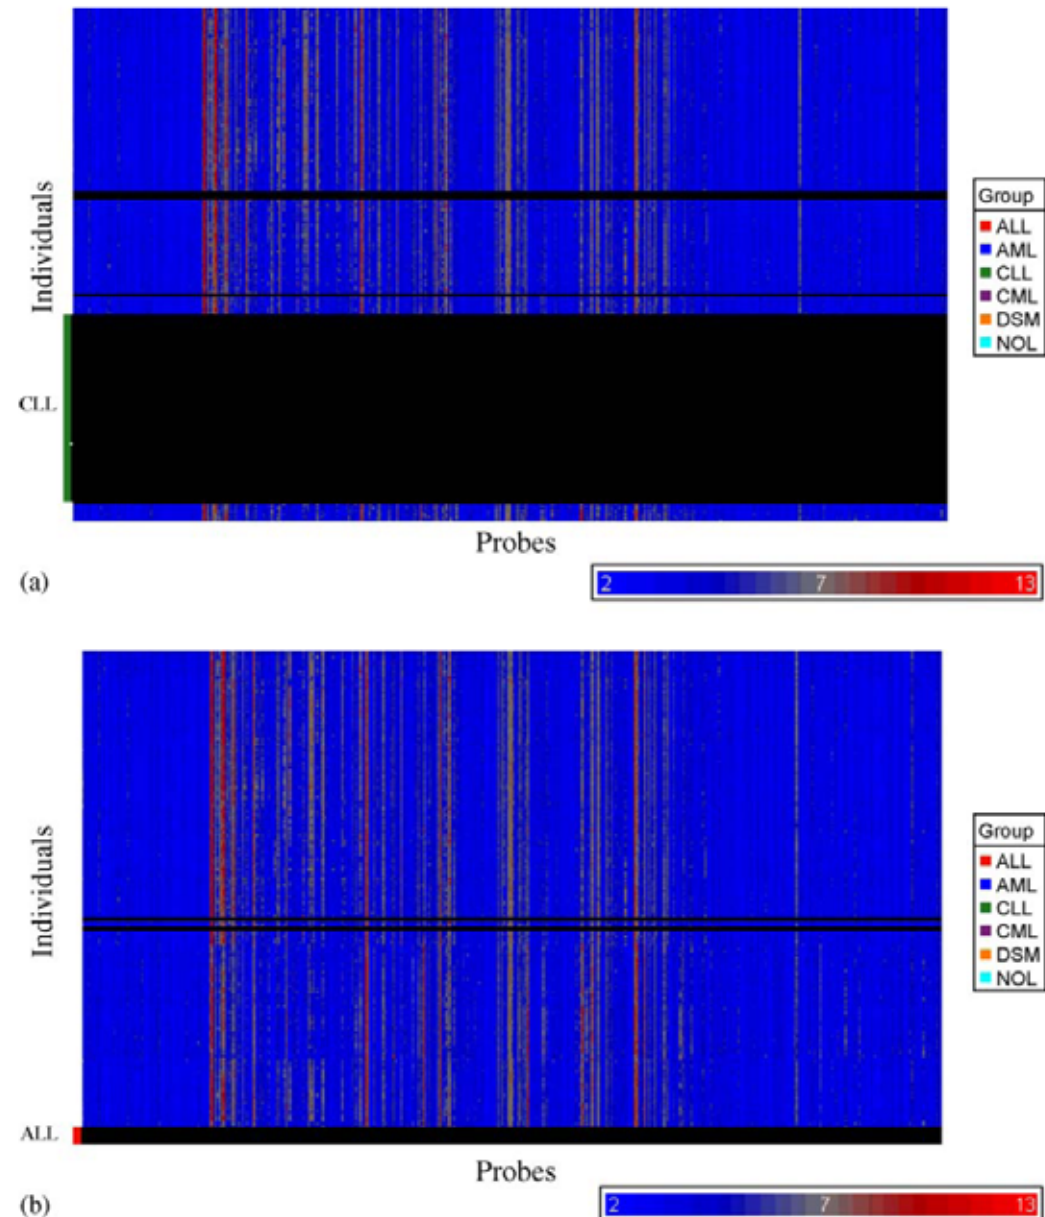 Individuals
CLL
Probes
(a)
2 7 13
Group
ALL
AML
CLL
CML
DSM
NOL
Individuals
ALL
Probes
(b)
2 7 13
Group
ALL
AML
CLL
CML
DSM
NOL